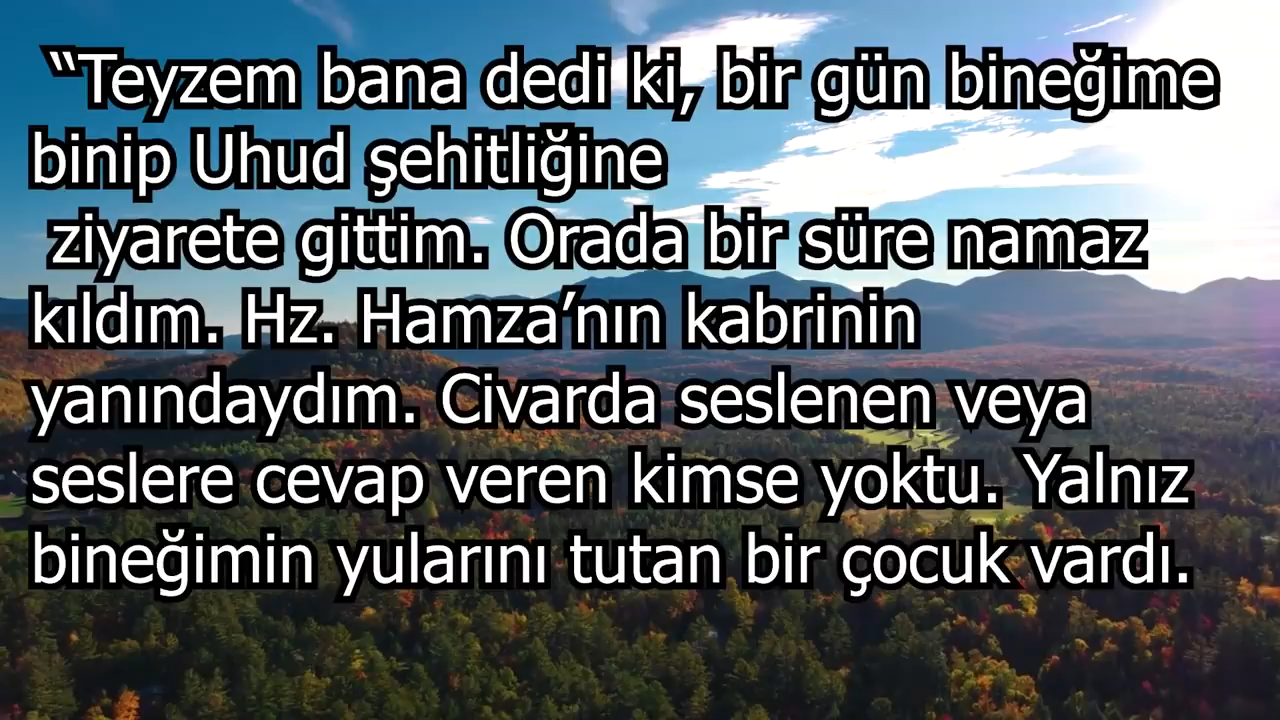 “Teyzem bana dedi ki, bir gün bineğime
binip Uhud şehitliğine
ziyarete gittim. Orada bir süre namaz
kıldım. Hz. Hamza’nın kabrinin
yanındaydım. Civarda seslenen veya
seslere cevap veren kimse yoktu. Yalnız
bineğimin yularını tutan bir çocuk vardı.